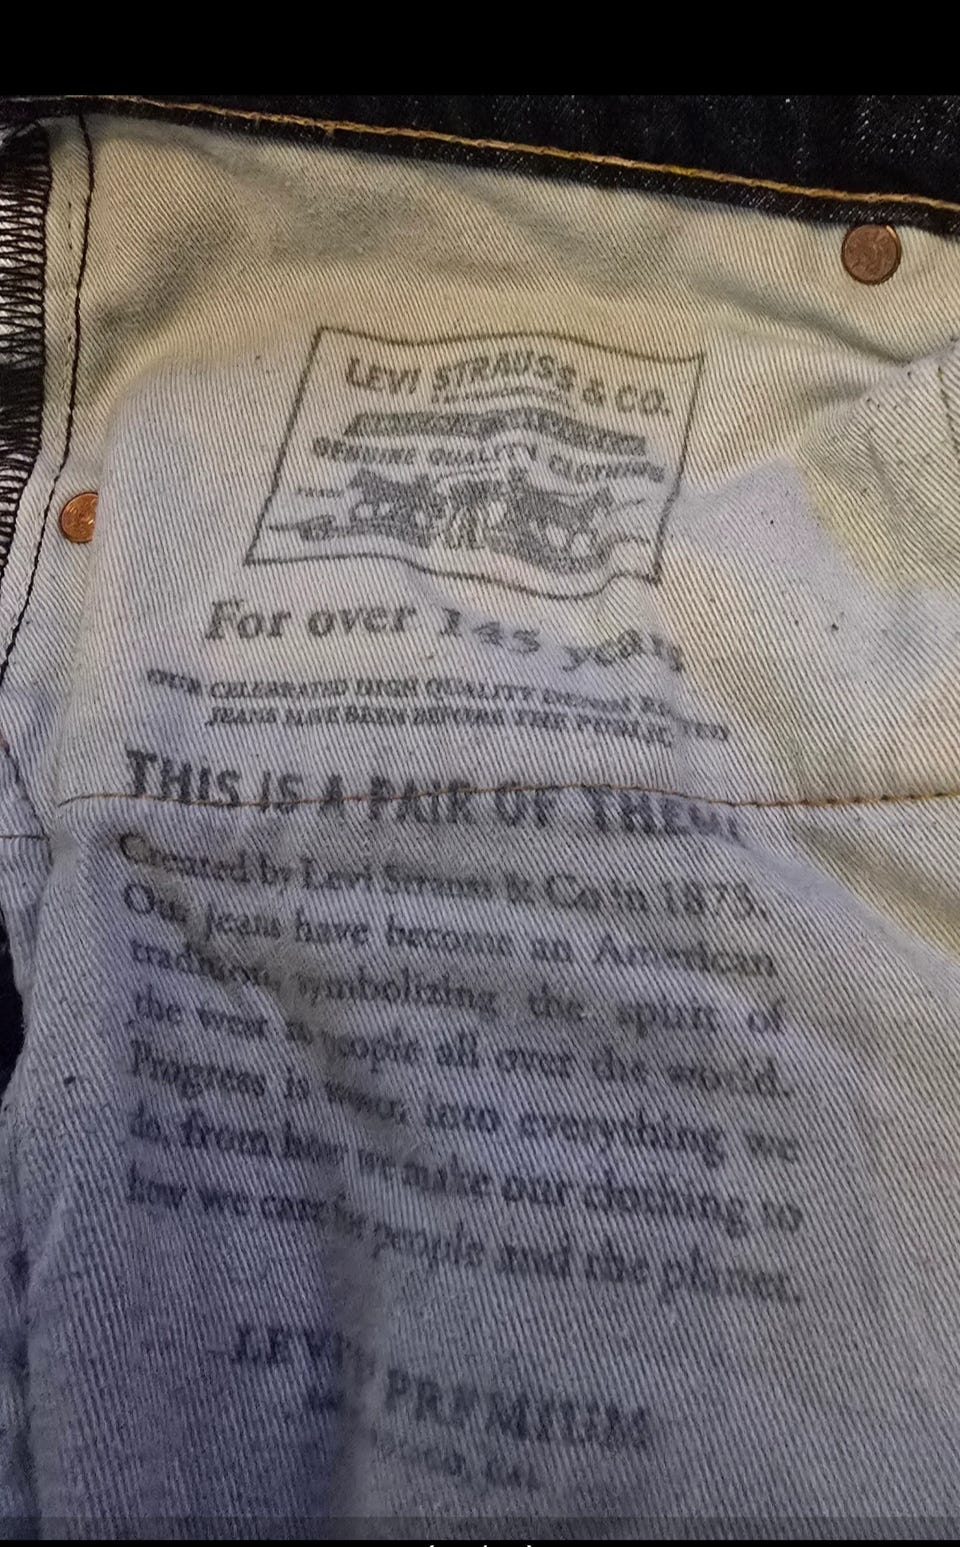 LEVI STRAUSS & CO.
GENUINE QUALITY CLOTHING
For over 145 years
OUR CELEBRATED HIGH QUALITY
JEANS HAVE BEEN BEFORE THE PUBLIC
THIS IS A PAIR OF THEM
Created by Levi Strauss & Co in 1873.
Our jeans have become an American
tradition, symbolizing the spirit of
the west to people all over the world.
Progress is woven into everything we
do, from how we make our clothing to
how we care for people and the planet.
LEVI'S
PREMIUM